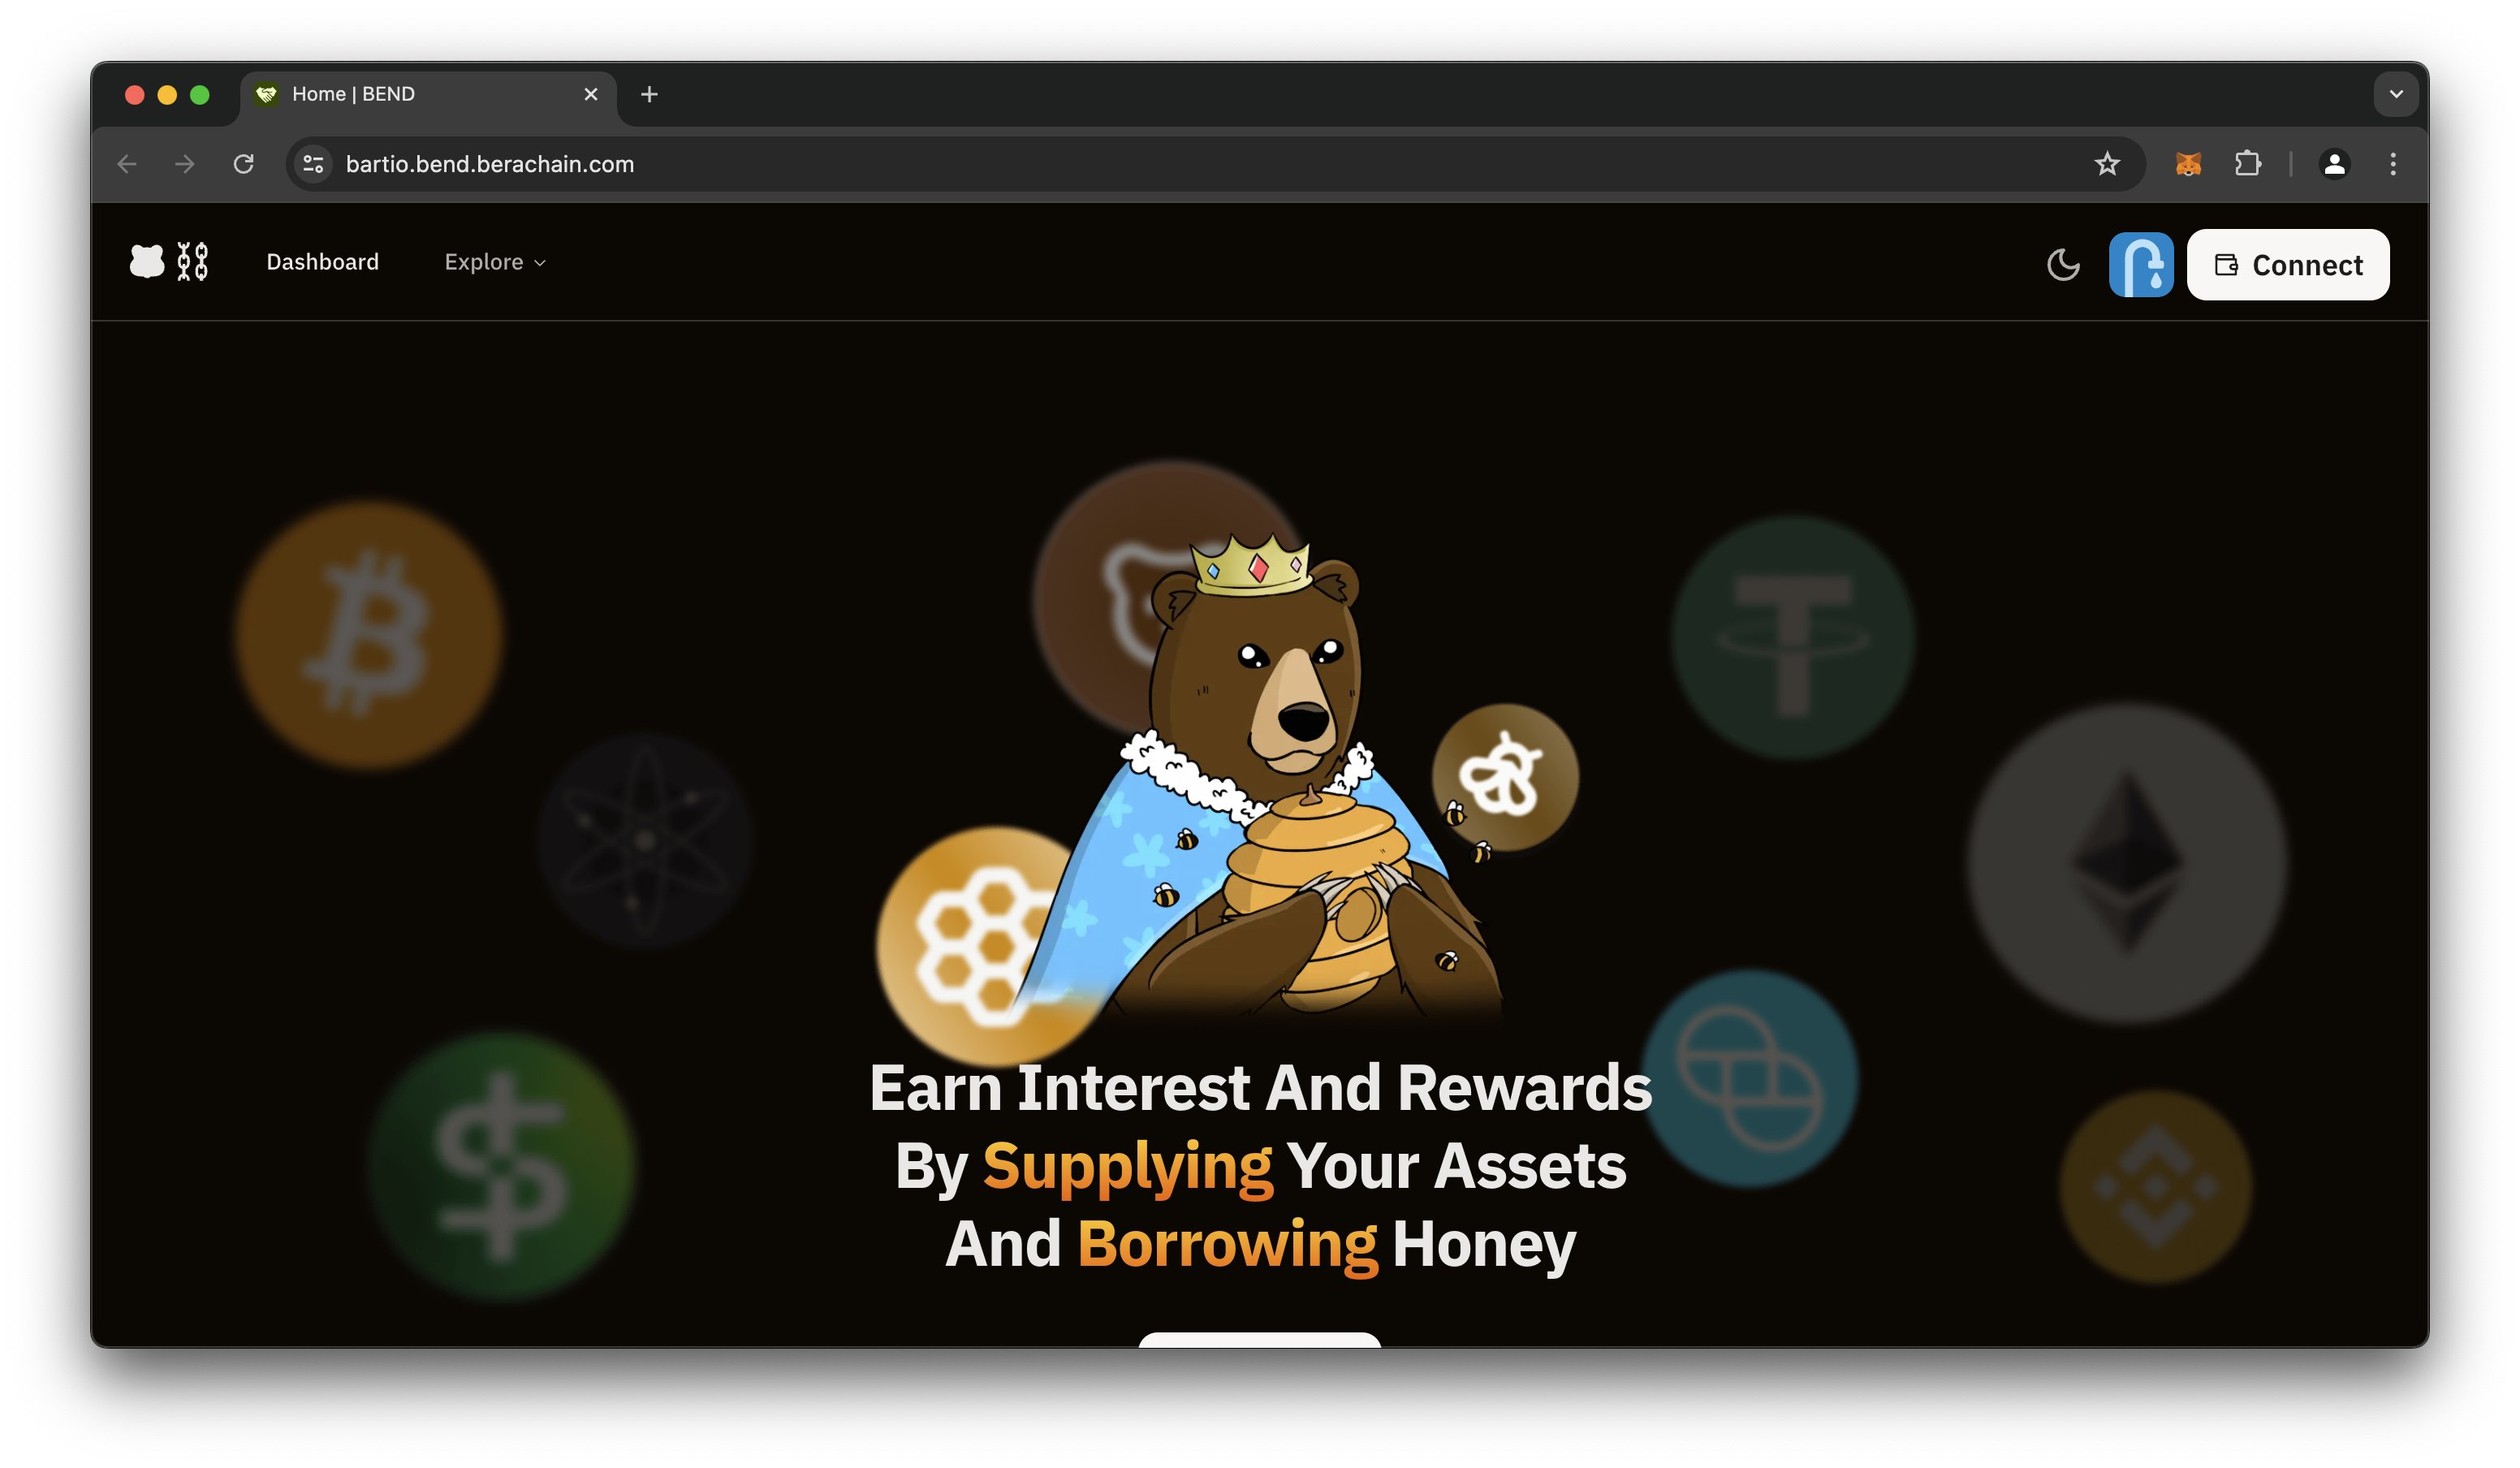 Home | BEND
bartio.bend.berachain.com
Dashboard
Explore
Connect
Earn Interest And Rewards
By Supplying Your Assets
And Borrowing Honey